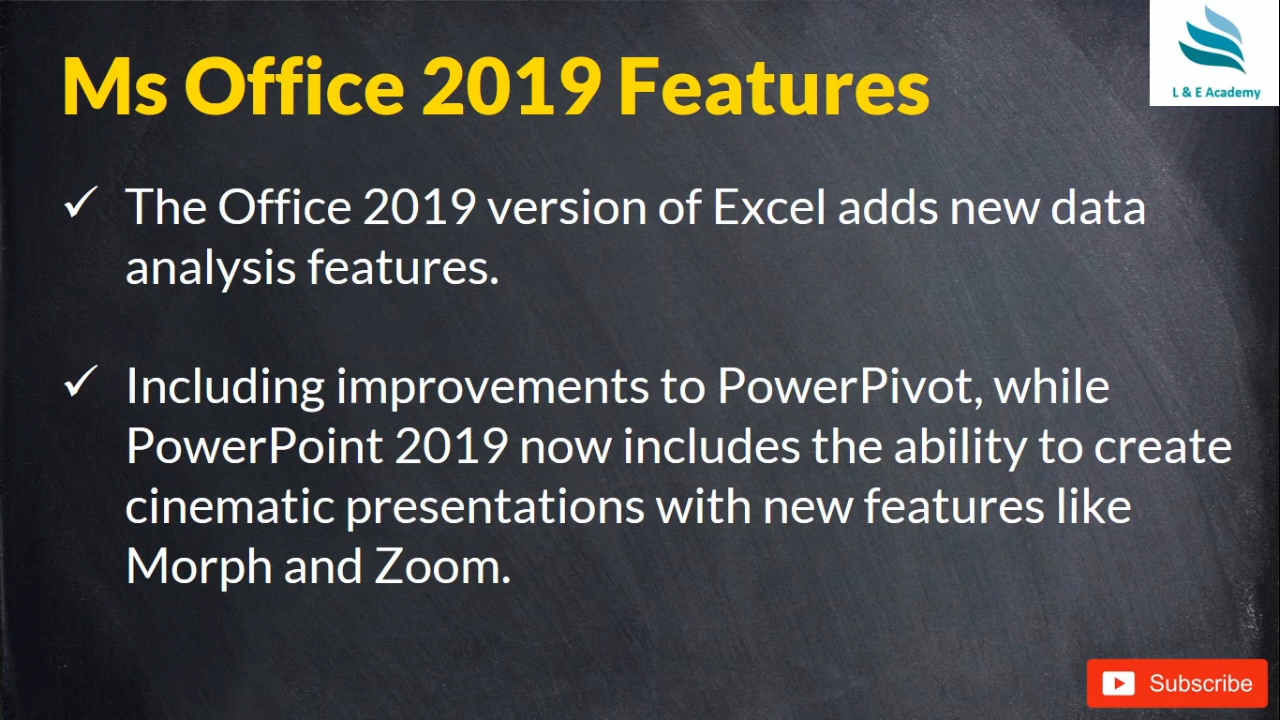 Ms Office 2019 Features
L & E Academy
✓ The Office 2019 version of Excel adds new data
analysis features.
✓ Including improvements to PowerPivot, while
PowerPoint 2019 now includes the ability to create
cinematic presentations with new features like
Morph and Zoom.
Subscribe